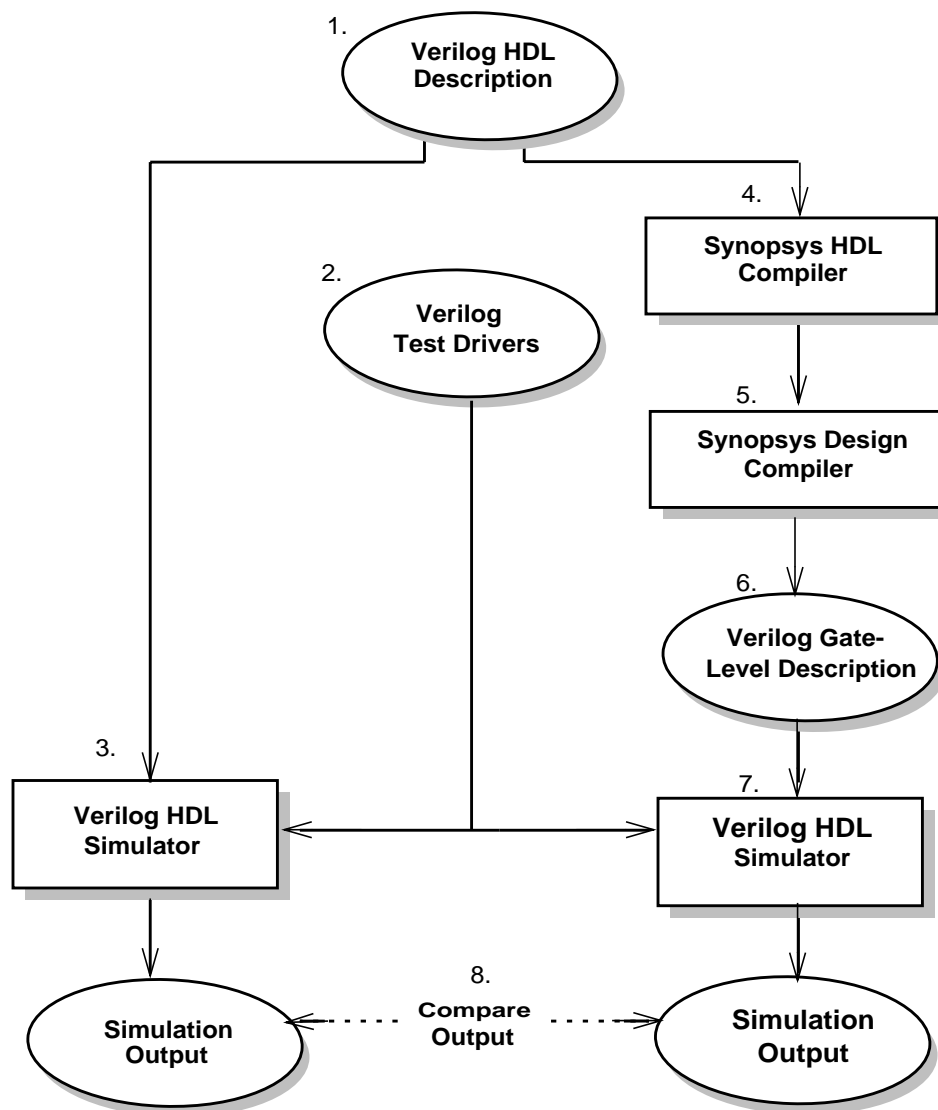 1.
Verilog HDL
Description
4.
Synopsys HDL
Compiler
2.
Verilog
Test Drivers
5.
Synopsys Design
Compiler
6.
Verilog Gate-
Level Description
3.
Verilog HDL
Simulator
7.
Verilog HDL
Simulator
8.
Compare
Output
Simulation
Output
Simulation
Output